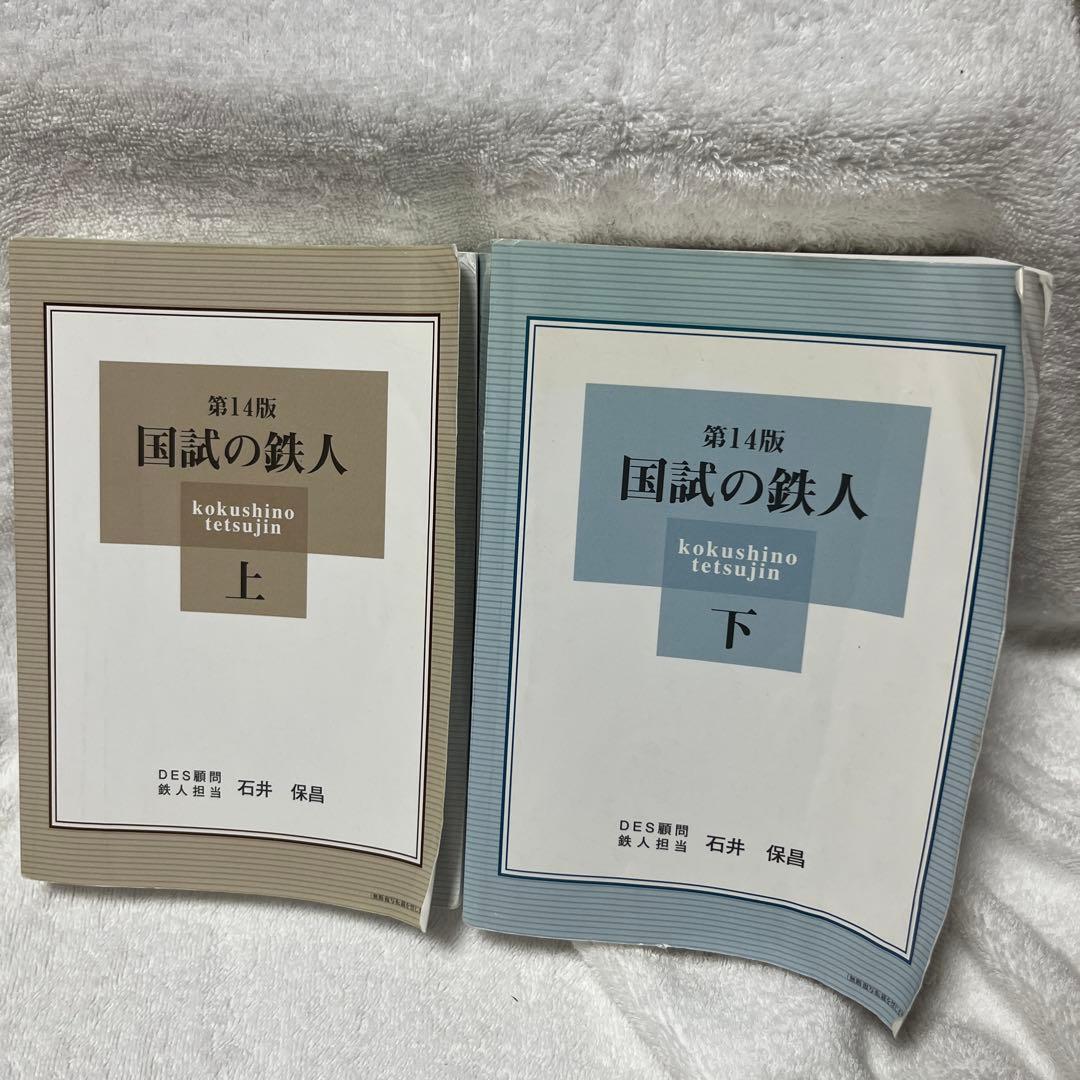 第14版
国試の鉄人
kokushino
tetsujin
上
DES顧問
鉄人担当 石井 保昌
第14版
国試の鉄人
kokushino
tetsujin
下
DES顧問
鉄人担当 石井 保昌